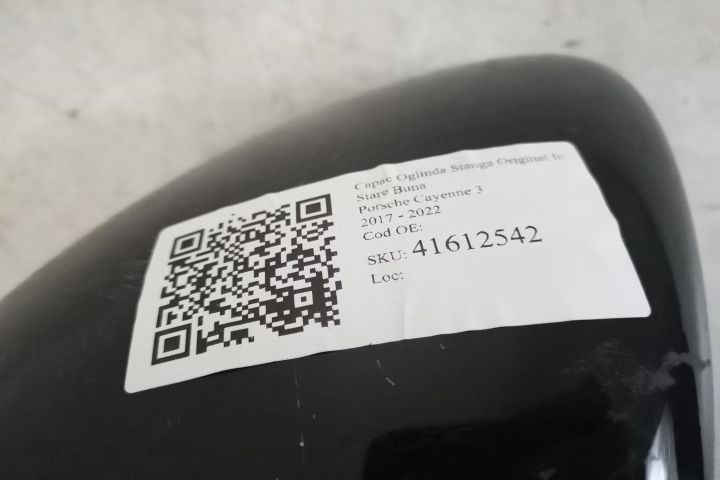 Capac Oglinda Stanga Original In
Stare Buna
Porsche Cayenne 3
2017 - 2022
Cod OE:
SKU: 41612542
Loc: